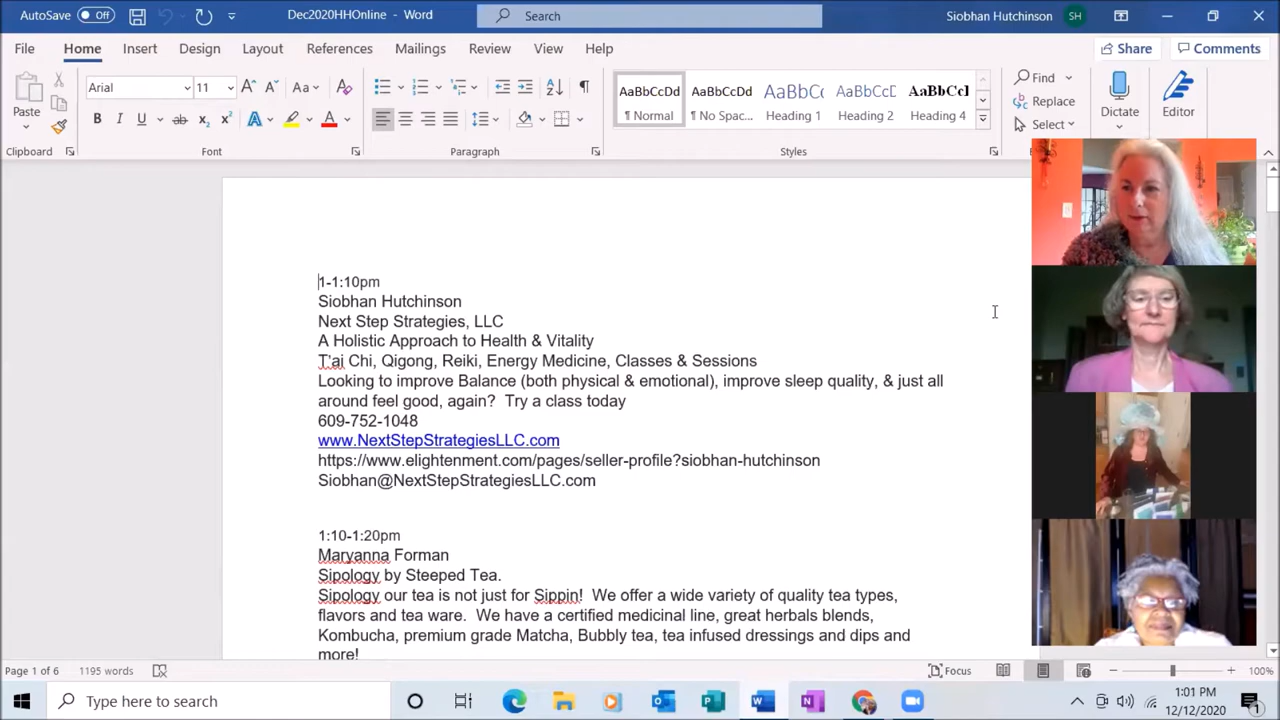 AutoSave Off
Dec2020HHOnline - Word
Search
Siobhan Hutchinson SH
File Home Insert Design Layout References Mailings Review View Help
Share Comments
Paste
Arial 11
Aa
AaBbCcDd AaBbCcDd AaBbC( AaBbCcD AaBbCcI
¶ Normal ¶ No Spac... Heading 1 Heading 2 Heading 4
Find
Replace
Select
Dictate
Editor
Clipboard Font Paragraph Styles
1-1:10pm
Siobhan Hutchinson
Next Step Strategies, LLC
A Holistic Approach to Health & Vitality
T'ai Chi, Qigong, Reiki, Energy Medicine, Classes & Sessions
Looking to improve Balance (both physical & emotional), improve sleep quality, & just all
around feel good, again? Try a class today
609-752-1048
www.NextStepStrategiesLLC.com
https://www.elightenment.com/pages/seller-profile?siobhan-hutchinson
Siobhan@NextStepStrategiesLLC.com
1:10-1:20pm
Maryanna Forman
Sipology by Steeped Tea.
Sipology our tea is not just for Sippin! We offer a wide variety of quality tea types,
flavors and tea ware. We have a certified medicinal line, great herbals blends,
Kombucha, premium grade Matcha, Bubbly tea, tea infused dressings and dips and
more!
Page 1 of 6 1195 words
Focus
100%
Type here to search
1:01 PM
12/12/2020
1